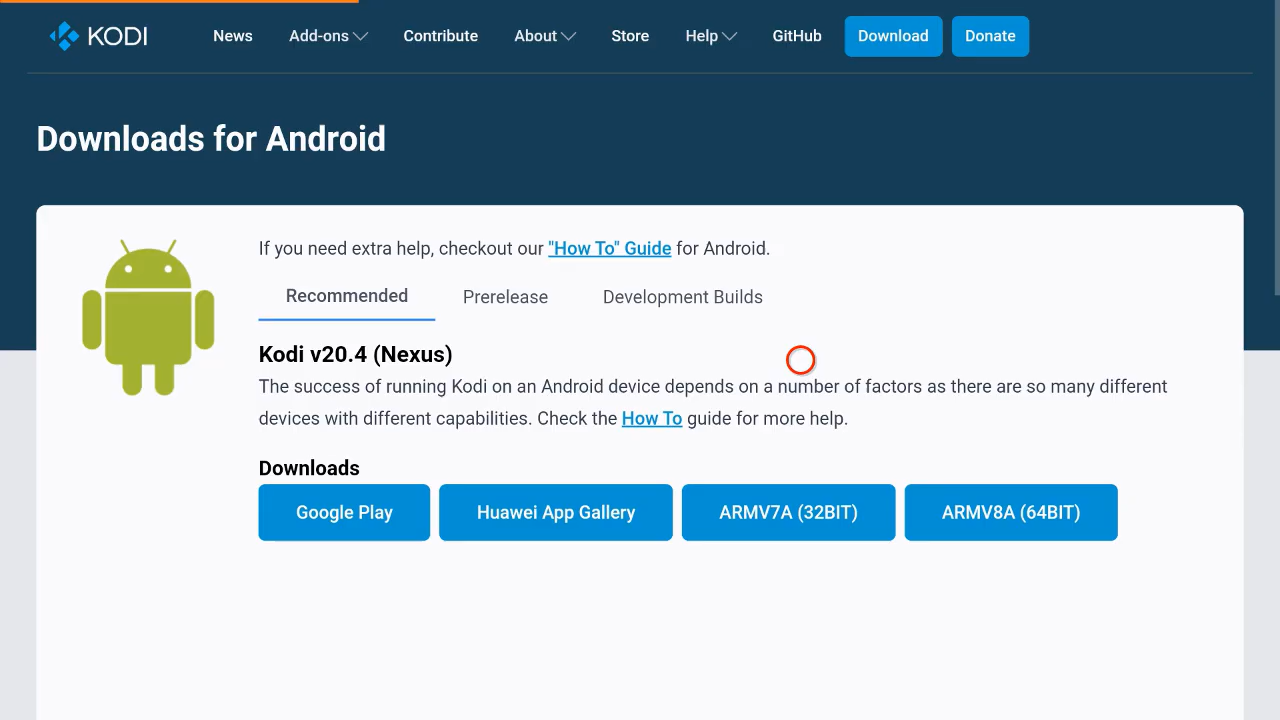 KODI News Add-ons Contribute About Store Help GitHub Download Donate
Downloads for Android
If you need extra help, checkout our "How To" Guide for Android.
Recommended Prerelease Development Builds
Kodi v20.4 (Nexus)
The success of running Kodi on an Android device depends on a number of factors as there are so many different
devices with different capabilities. Check the How To guide for more help.
Downloads
Google Play Huawei App Gallery ARMV7A (32BIT) ARMV8A (64BIT)